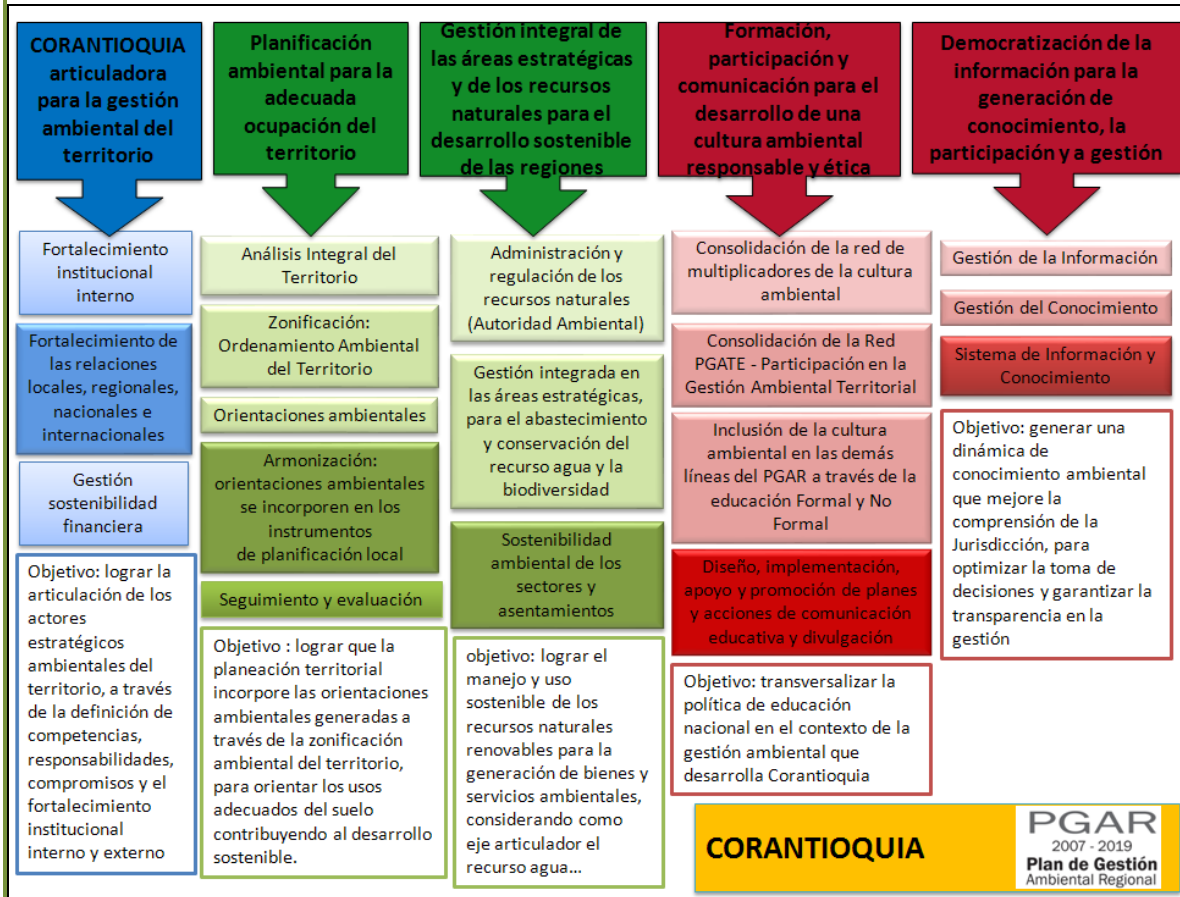 CORANTIOQUIA
articuladora
para la gestión
ambiental del
territorio
Fortalecimiento
institucional
interno
Fortalecimiento de
las relaciones
locales, regionales,
nacionales e
internacionales
Gestión
sostenibilidad
financiera
Objetivo: lograr la
articulación de los
actores
estratégicos
ambientales del
territorio, a través
de la definición de
competencias,
responsabilidades,
compromisos y el
fortalecimiento
institucional
interno y externo
Planificación
ambiental para la
adecuada
ocupación del
territorio
Análisis Integral del
Territorio
Zonificación:
Ordenamiento Ambiental
del Territorio
Orientaciones ambientales
Armonización:
orientaciones ambientales
se incorporen en los
instrumentos
de planificación local
Seguimiento y evaluación
Objetivo : lograr que la
planeación territorial
incorpore las orientaciones
ambientales generadas a
través de la zonificación
ambiental del territorio,
para orientar los usos
adecuados del suelo
contribuyendo al desarrollo
sostenible.
Gestión integral de
las áreas estratégicas
y de los recursos
naturales para el
desarrollo sostenible
de las regiones
Administración y
regulación de los
recursos naturales
(Autoridad Ambiental)
Gestión integrada en
las áreas estratégicas,
para el abastecimiento
y conservación del
recurso agua y la
biodiversidad
Sostenibilidad
ambiental de los
sectores y
asentamientos
objetivo: lograr el
manejo y uso
sostenible de los
recursos naturales
renovables para la
generación de bienes y
servicios ambientales,
considerando como
eje articulador el
recurso agua...
Formación,
participación y
comunicación para el
desarrollo de una
cultura ambiental
responsable y ética
Consolidación de la red de
multiplicadores de la cultura
ambiental
Consolidación de la Red
PGATE - Participación en la
Gestión Ambiental Territorial
Inclusión de la cultura
ambiental en las demás
líneas del PGAR a través de la
educación Formal y No
Formal
Diseño, implementación,
apoyo y promoción de planes
y acciones de comunicación
educativa y divulgación
Objetivo: transversalizar la
política de educación
nacional en el contexto de la
gestión ambiental que
desarrolla Corantioquia
Democratización de la
información para la
generación de
conocimiento, la
participación y a gestión
Gestión de la Información
Gestión del Conocimiento
Sistema de Información y
Conocimiento
Objetivo: generar una
dinámica de
conocimiento ambiental
que mejore la
comprensión de la
Jurisdicción, para
optimizar la toma de
decisiones y garantizar la
transparencia en la
gestión
CORANTIOQUIA
PGAR
2007 - 2019
Plan de Gestión
Ambiental Regional